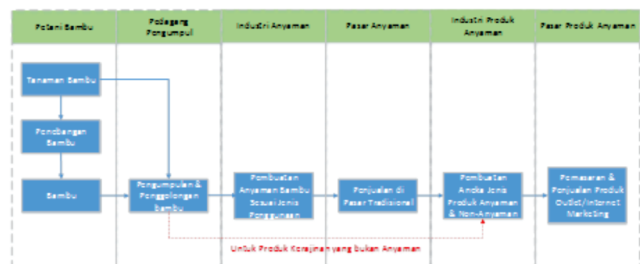 Petani Bambu
Pedagang
Pengumpul
Industri Anyaman
Pasar Anyaman
Industri Produk
Anyaman
Pasar Produk Anyaman
Tanaman Bambu
Penebangan
Bambu
Bambu
Pengumpulan &
Penggolongan
bambu
Pembuatan
Anyaman Bambu
Sesuai Jenis
Penggunaan
Penjualan di
Pasar Tradisional
Pembuatan
Aneka Jenis
Produk Anyaman
& Non-Anyaman
Pemasaran &
Penjualan Produk
Outlet/Internet
Marketing
Untuk Produk Kerajinan yang bukan Anyaman